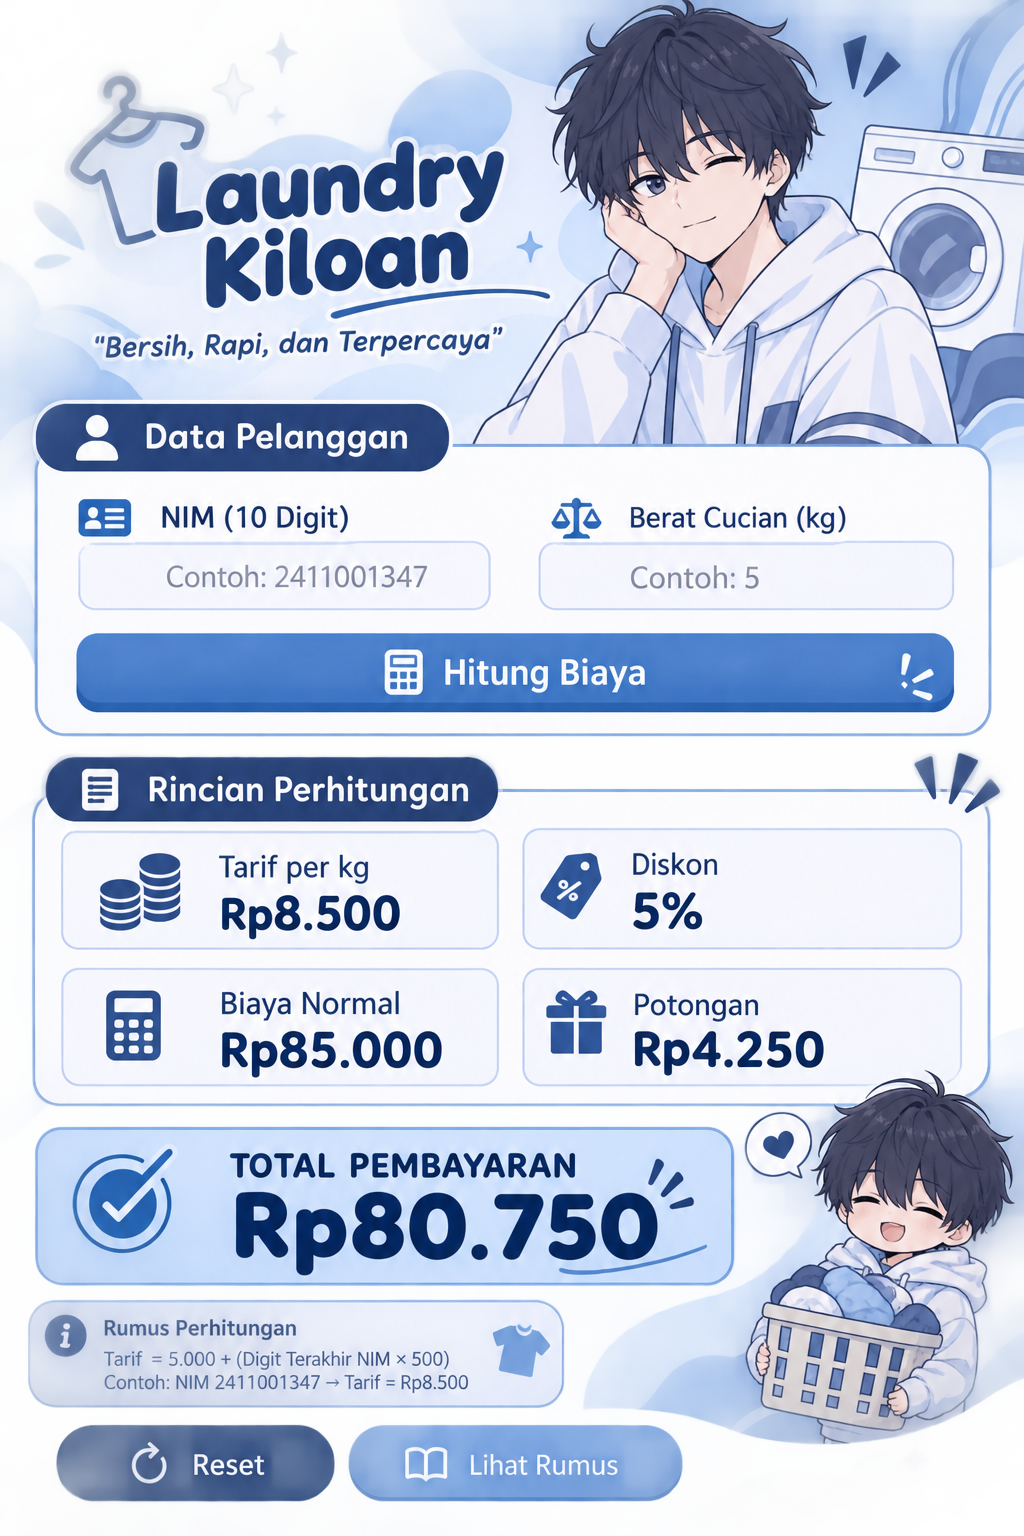 Laundry
Kiloan
"Bersih, Rapi, dan Terpercaya"
Data Pelanggan
NIM (10 Digit)
Contoh: 2411001347
Berat Cucian (kg)
Contoh: 5
Hitung Biaya
Rincian Perhitungan
Tarif per kg
Rp8.500
Diskon
5%
Biaya Normal
Rp85.000
Potongan
Rp4.250
TOTAL PEMBAYARAN
Rp80.750
Rumus Perhitungan
Tarif = 5.000 + (Digit Terakhir NIM × 500)
Contoh: NIM 2411001347 → Tarif = Rp8.500
Reset
Lihat Rumus